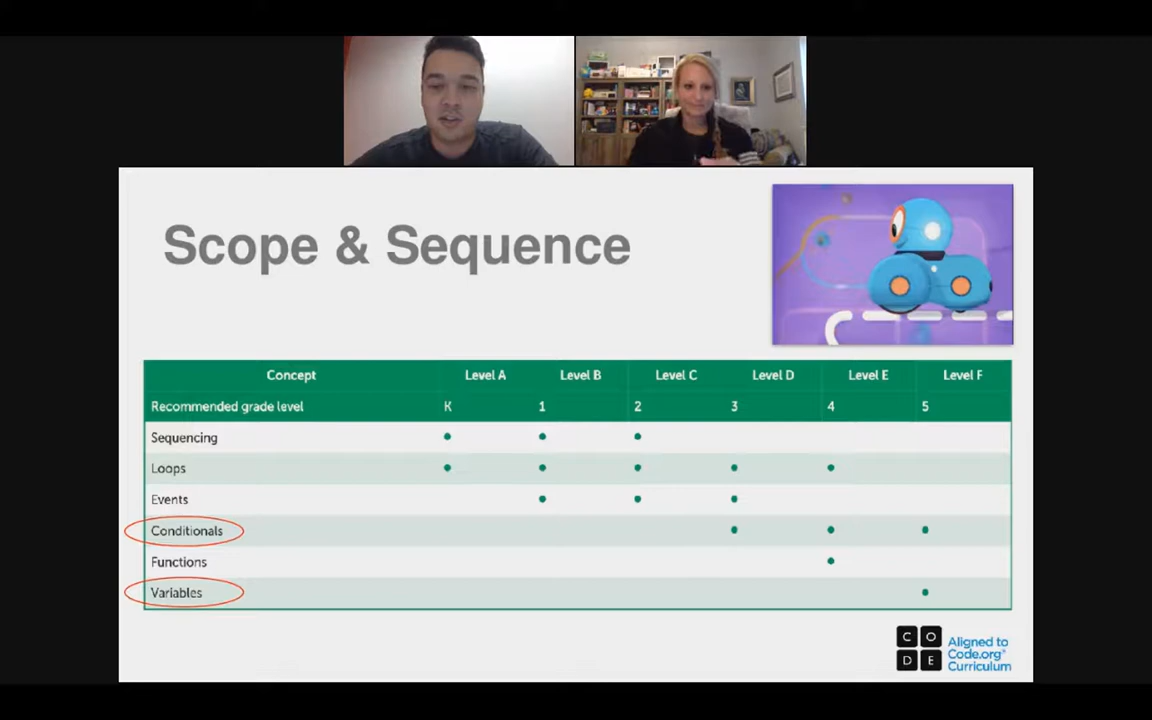 Scope & Sequence
Concept Level A Level B Level C Level D Level E Level F
Recommended grade level K 1 2 3 4 5
Sequencing
Loops
Events
Conditionals
Functions
Variables
C O
D E
Aligned to
Code.org®
Curriculum